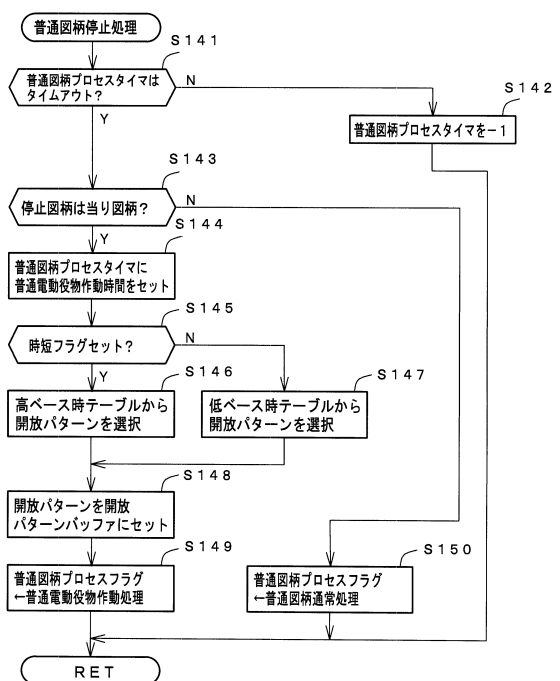 普通図柄停止処理
S141
普通図柄プロセスタイマは
タイムアウト?
N
Y
S142
普通図柄プロセスタイマを－1
S143
停止図柄は当り図柄?
N
Y
S144
普通図柄プロセスタイマに
普通電動役物作動時間をセット
S145
時短フラグセット?
N
Y
S146
高ベース時テーブルから
開放パターンを選択
S147
低ベース時テーブルから
開放パターンを選択
S148
開放パターンを開放
パターンバッファにセット
S149
普通図柄プロセスフラグ
←普通電動役物作動処理
S150
普通図柄プロセスフラグ
←普通図柄通常処理
RET